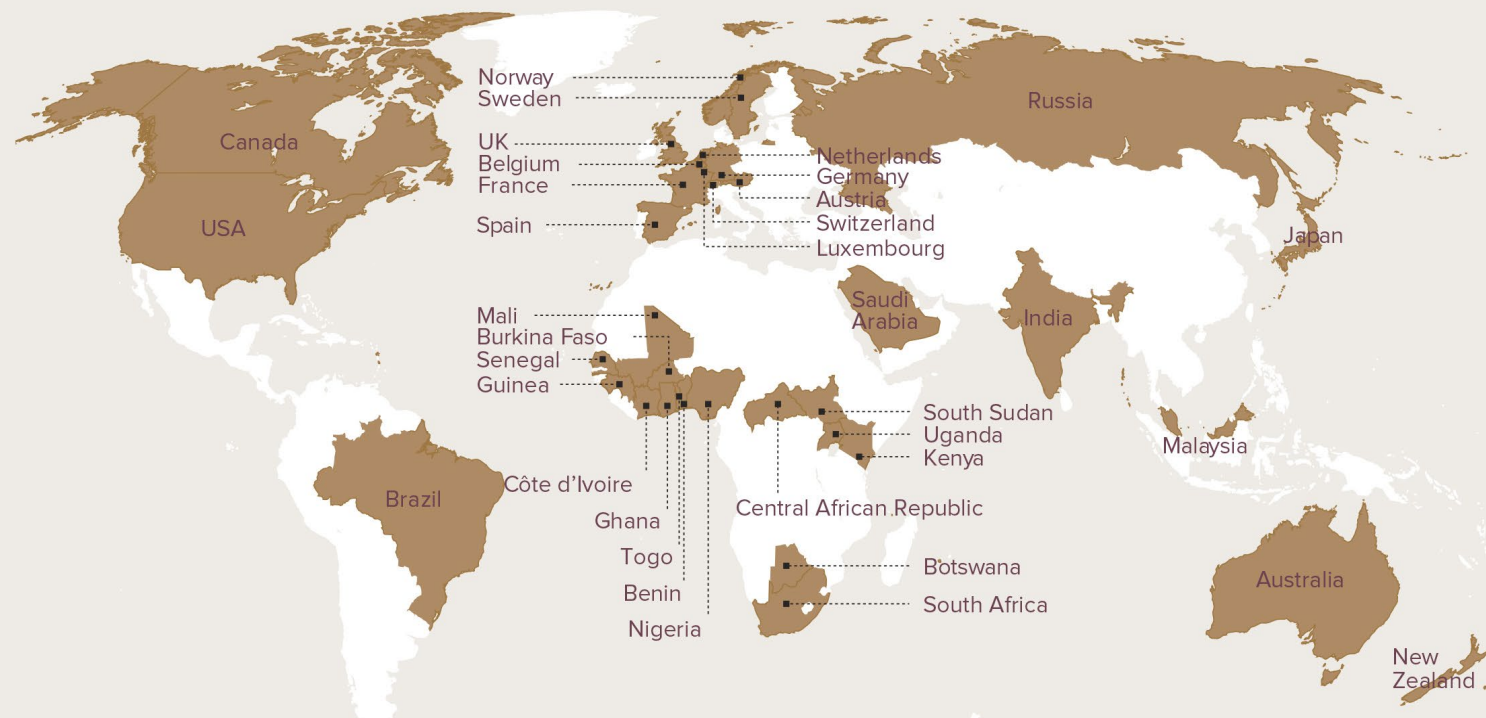 Norway
Sweden
Russia
Canada
UK
Belgium
France
Netherlands
Germany
Austria
Switzerland
Luxembourg
Spain
USA
Japan
Saudi
Arabia
India
Mali
Burkina Faso
Senegal
Guinea
South Sudan
Uganda
Kenya
Malaysia
Brazil
Côte d’Ivoire
Ghana
Togo
Benin
Nigeria
Central African Republic
Botswana
South Africa
Australia
New
Zealand